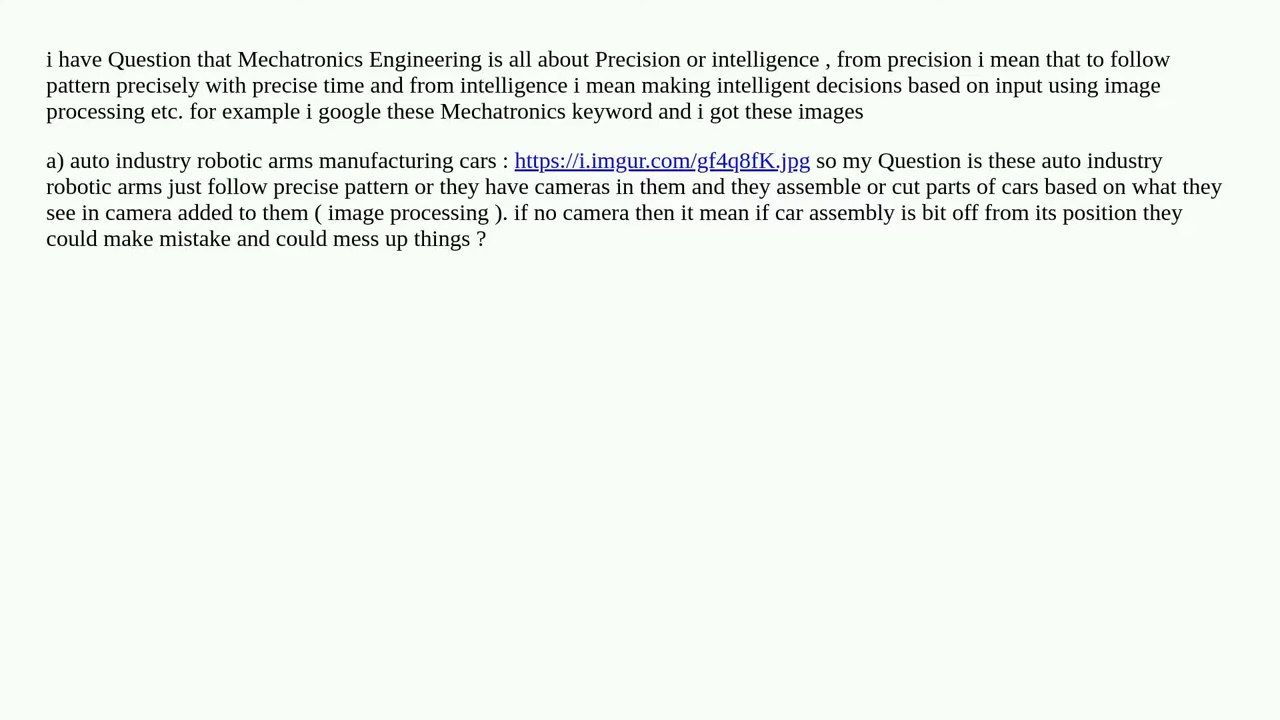 i have Question that Mechatronics Engineering is all about Precision or intelligence , from precision i mean that to follow
pattern precisely with precise time and from intelligence i mean making intelligent decisions based on input using image
processing etc. for example i google these Mechatronics keyword and i got these images
a) auto industry robotic arms manufacturing cars : https://i.imgur.com/gf4q8fK.jpg so my Question is these auto industry
robotic arms just follow precise pattern or they have cameras in them and they assemble or cut parts of cars based on what they
see in camera added to them ( image processing ). if no camera then it mean if car assembly is bit off from its position they
could make mistake and could mess up things ?